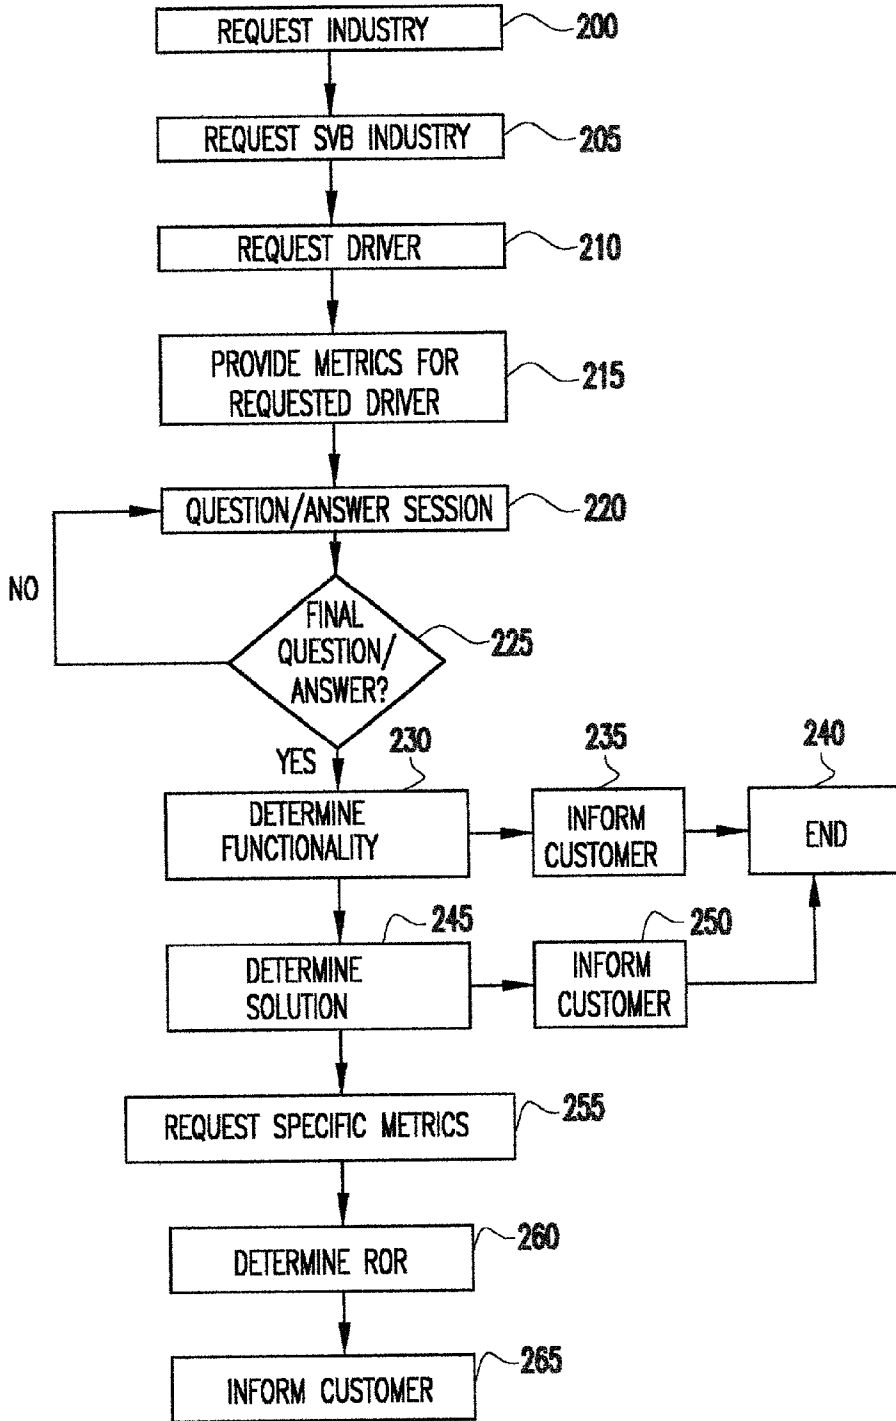 REQUEST INDUSTRY
200
REQUEST SVB INDUSTRY
205
REQUEST DRIVER
210
PROVIDE METRICS FOR
REQUESTED DRIVER
215
QUESTION/ANSWER SESSION
220
NO
FINAL
QUESTION/
ANSWER?
225
YES
230
DETERMINE
FUNCTIONALITY
235
INFORM
CUSTOMER
240
END
245
DETERMINE
SOLUTION
250
INFORM
CUSTOMER
REQUEST SPECIFIC METRICS
255
DETERMINE ROR
260
INFORM CUSTOMER
265